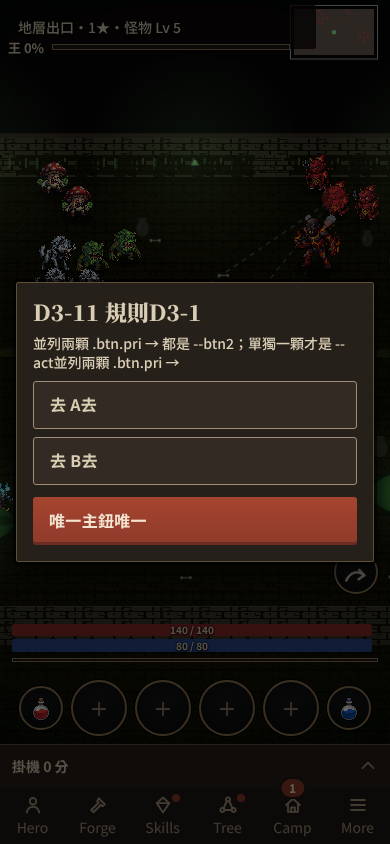 地層出口・1★・怪物 Lv 5
王 0%
D3-11 規則D3-1
並列兩顆 .btn.pri → 都是 --btn2；單獨一顆才是 --
act並列兩顆 .btn.pri →
去 A去
去 B去
唯一主鈕唯一
140 / 140
80 / 80
掛機 0 分
1
Hero Forge Skills Tree Camp More